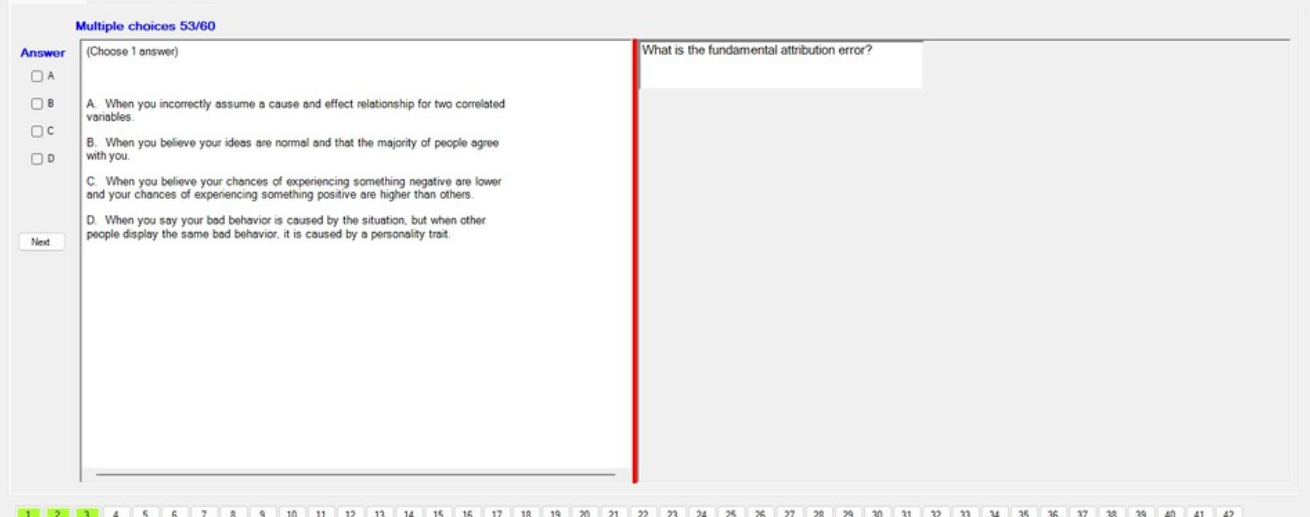 Multiple choices 53/60
Answer
(Choose 1 answer)
What is the fundamental attribution error?
A
B
C
D
A. When you incorrectly assume a cause and effect relationship for two correlated
variables.
B. When you believe your ideas are normal and that the majority of people agree
with you.
C. When you believe your chances of experiencing something negative are lower
and your chances of experiencing something positive are higher than others.
D. When you say your bad behavior is caused by the situation, but when other
people display the same bad behavior, it is caused by a personality trait.
Next
1 2 3 4 5 6 7 8 9 10 11 12 13 14 15 16 17 18 19 20 21 22 23 24 25 26 27 28 29 30 31 32 33 34 35 36 37 38 39 40 41 42